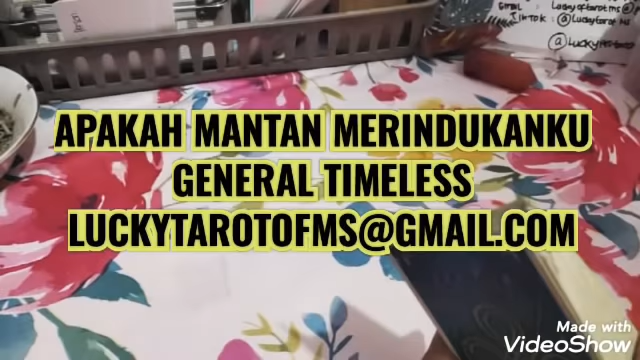 APAKAH MANTAN MERINDUKANKU
GENERAL TIMELESS
LUCKYTAROTOFMS@GMAIL.COM
Made with
VideoShow